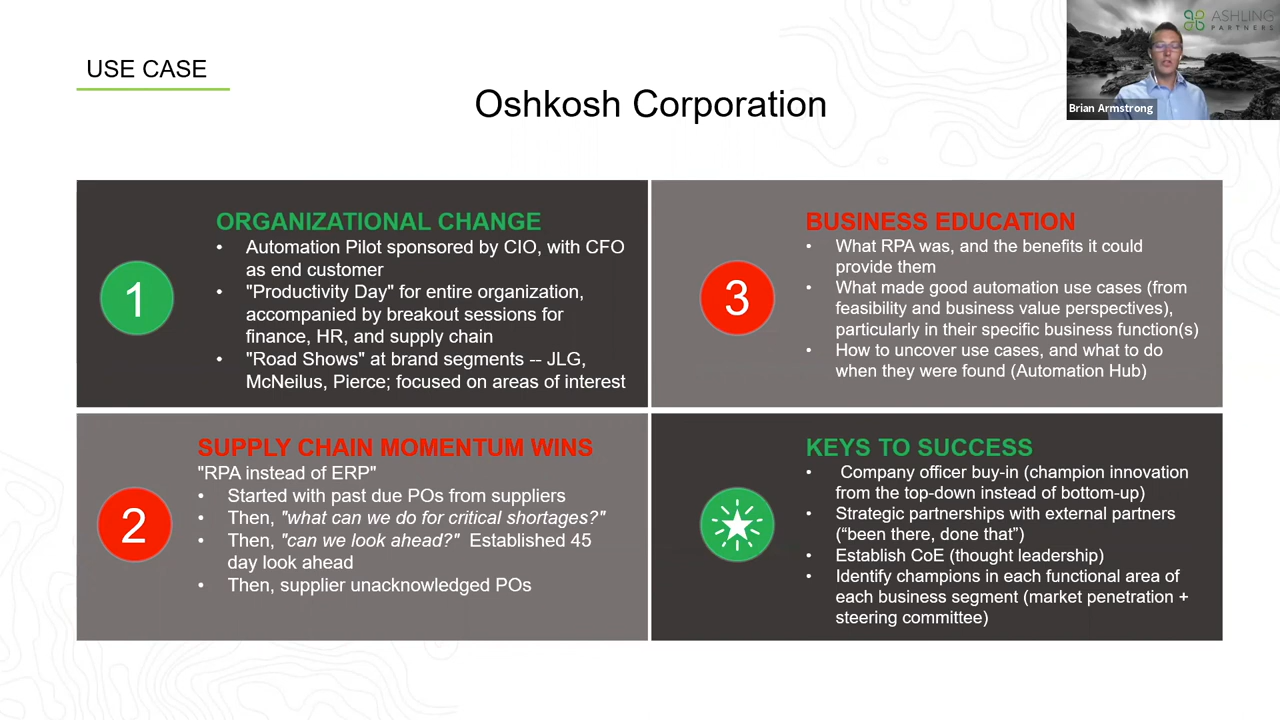 USE CASE
Oshkosh Corporation
ASHLING
PARTNERS
Brian Armstrong
1
ORGANIZATIONAL CHANGE
• Automation Pilot sponsored by CIO, with CFO
as end customer
• "Productivity Day" for entire organization,
accompanied by breakout sessions for
finance, HR, and supply chain
• "Road Shows" at brand segments -- JLG,
McNeilus, Pierce; focused on areas of interest
2
SUPPLY CHAIN MOMENTUM WINS
"RPA instead of ERP"
• Started with past due POs from suppliers
• Then, "what can we do for critical shortages?"
• Then, "can we look ahead?" Established 45
day look ahead
• Then, supplier unacknowledged POs
3
BUSINESS EDUCATION
• What RPA was, and the benefits it could
provide them
• What made good automation use cases (from
feasibility and business value perspectives),
particularly in their specific business function(s)
• How to uncover use cases, and what to do
when they were found (Automation Hub)
KEYS TO SUCCESS
• Company officer buy-in (champion innovation
from the top-down instead of bottom-up)
• Strategic partnerships with external partners
(“been there, done that”)
• Establish CoE (thought leadership)
• Identify champions in each functional area of
each business segment (market penetration +
steering committee)